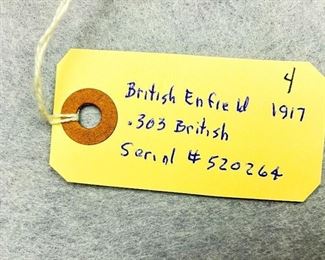 4
British Enfield 1917
.303 British
Serial # 520264